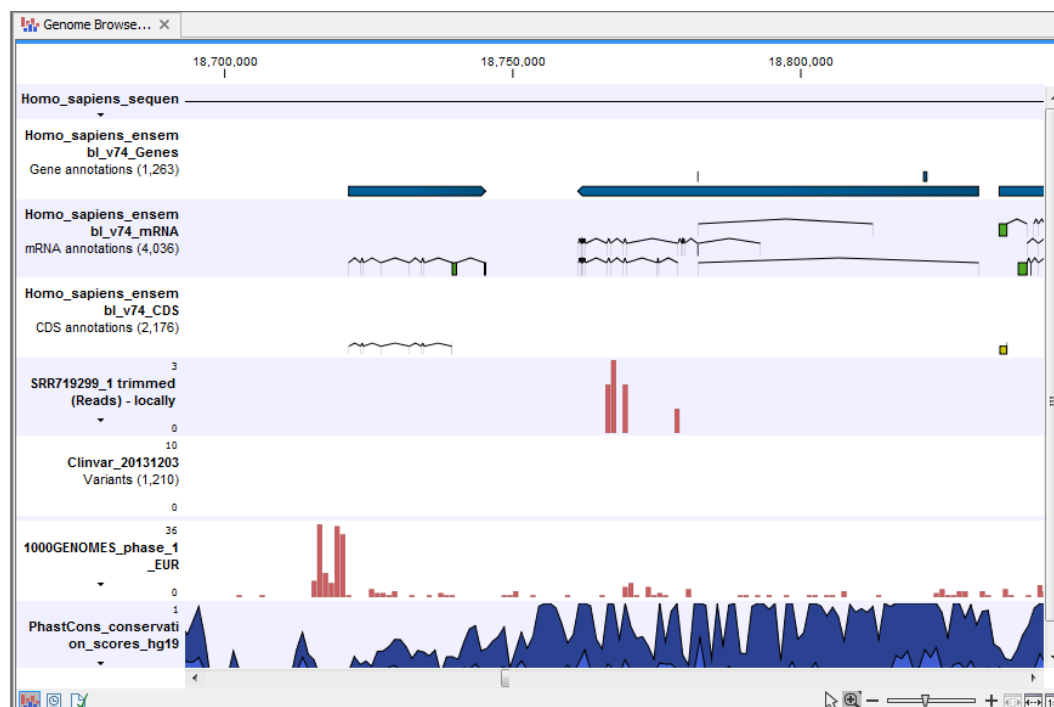 Genome Browse...
18,700,000 18,750,000 18,800,000
Homo_sapiens_sequen
Homo_sapiens_ensem
bl_v74_Genes
Gene annotations (1,263)
Homo_sapiens_ensem
bl_v74_mRNA
mRNA annotations (4,036)
Homo_sapiens_ensem
bl_v74_CDS
CDS annotations (2,176)
3
SRR719299_1 trimmed
(Reads) - locally
0
10
Clinvar_20131203
Variants (1,210)
0
36
1000GENOMES_phase_1
_EUR
0
1
PhastCons_conservati
on_scores_hg19